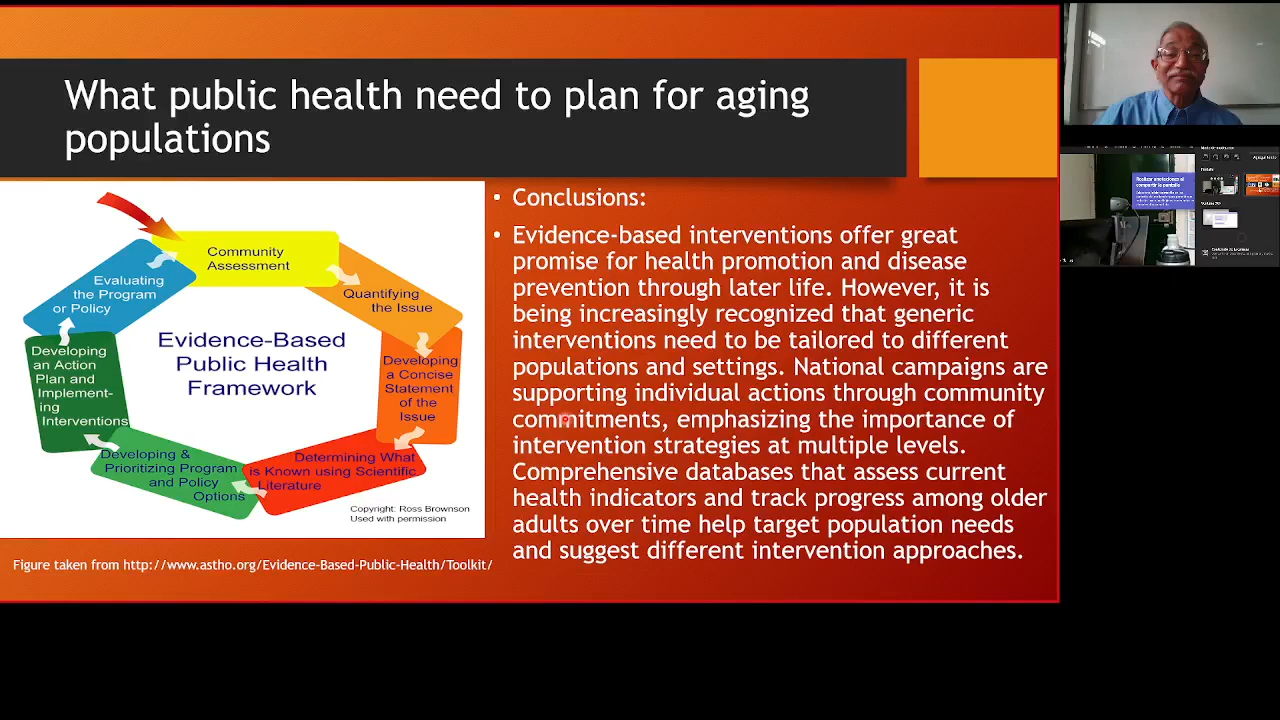 What public health need to plan for aging
populations
Community
Assessment
Quantifying
the Issue
Developing
a Concise
Statement
of the
Issue
Determining What
is Known using Scientific
Literature
Developing &
Prioritizing Program
and Policy
Options
Developing
an Action
Plan and
Implement-
ing
Interventions
Evaluating
the Program
or Policy
Evidence-Based
Public Health
Framework
Copyright: Ross Brownson
Used with permission
Figure taken from http://www.astho.org/Evidence-Based-Public-Health/Toolkit/
• Conclusions:
• Evidence-based interventions offer great
promise for health promotion and disease
prevention through later life. However, it is
being increasingly recognized that generic
interventions need to be tailored to different
populations and settings. National campaigns are
supporting individual actions through community
commitments, emphasizing the importance of
intervention strategies at multiple levels.
Comprehensive databases that assess current
health indicators and track progress among older
adults over time help target population needs
and suggest different intervention approaches.
Realizar anotaciones al
compartir la pantalla